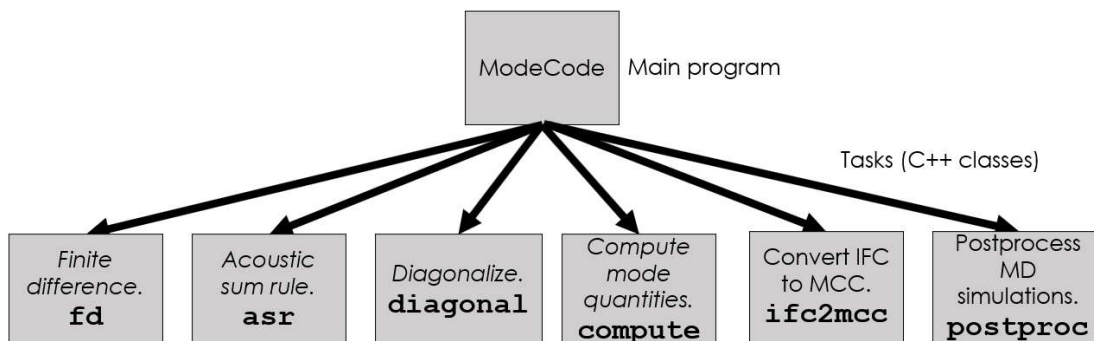 ModeCode
Main program
Tasks (C++ classes)
Finite
difference.
fd
Acoustic
sum rule.
asr
Diagonalize.
diagonal
Compute
mode
quantities.
compute
Convert IFC
to MCC.
ifc2mcc
Postprocess
MD
simulations.
postproc